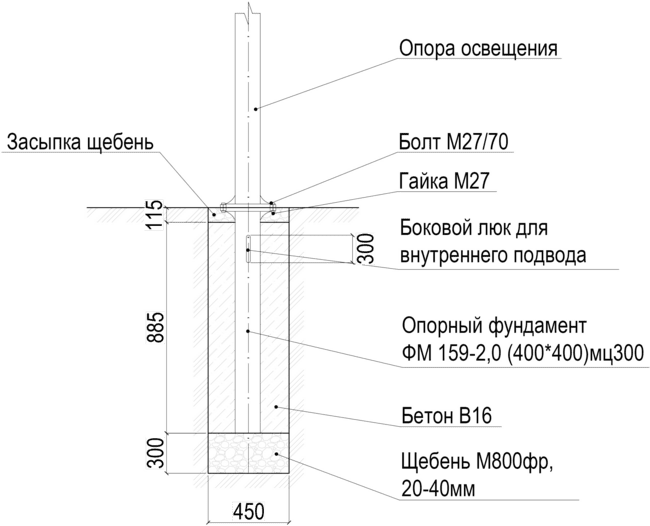 Опора освещения
Засыпка щебень
Болт М27/70
Гайка М27
115
Боковой люк для
внутреннего подвода
300
885
Опорный фундамент
ФМ 159-2,0 (400*400)мц300
Бетон В16
300
Щебень М800фр,
20-40мм
450